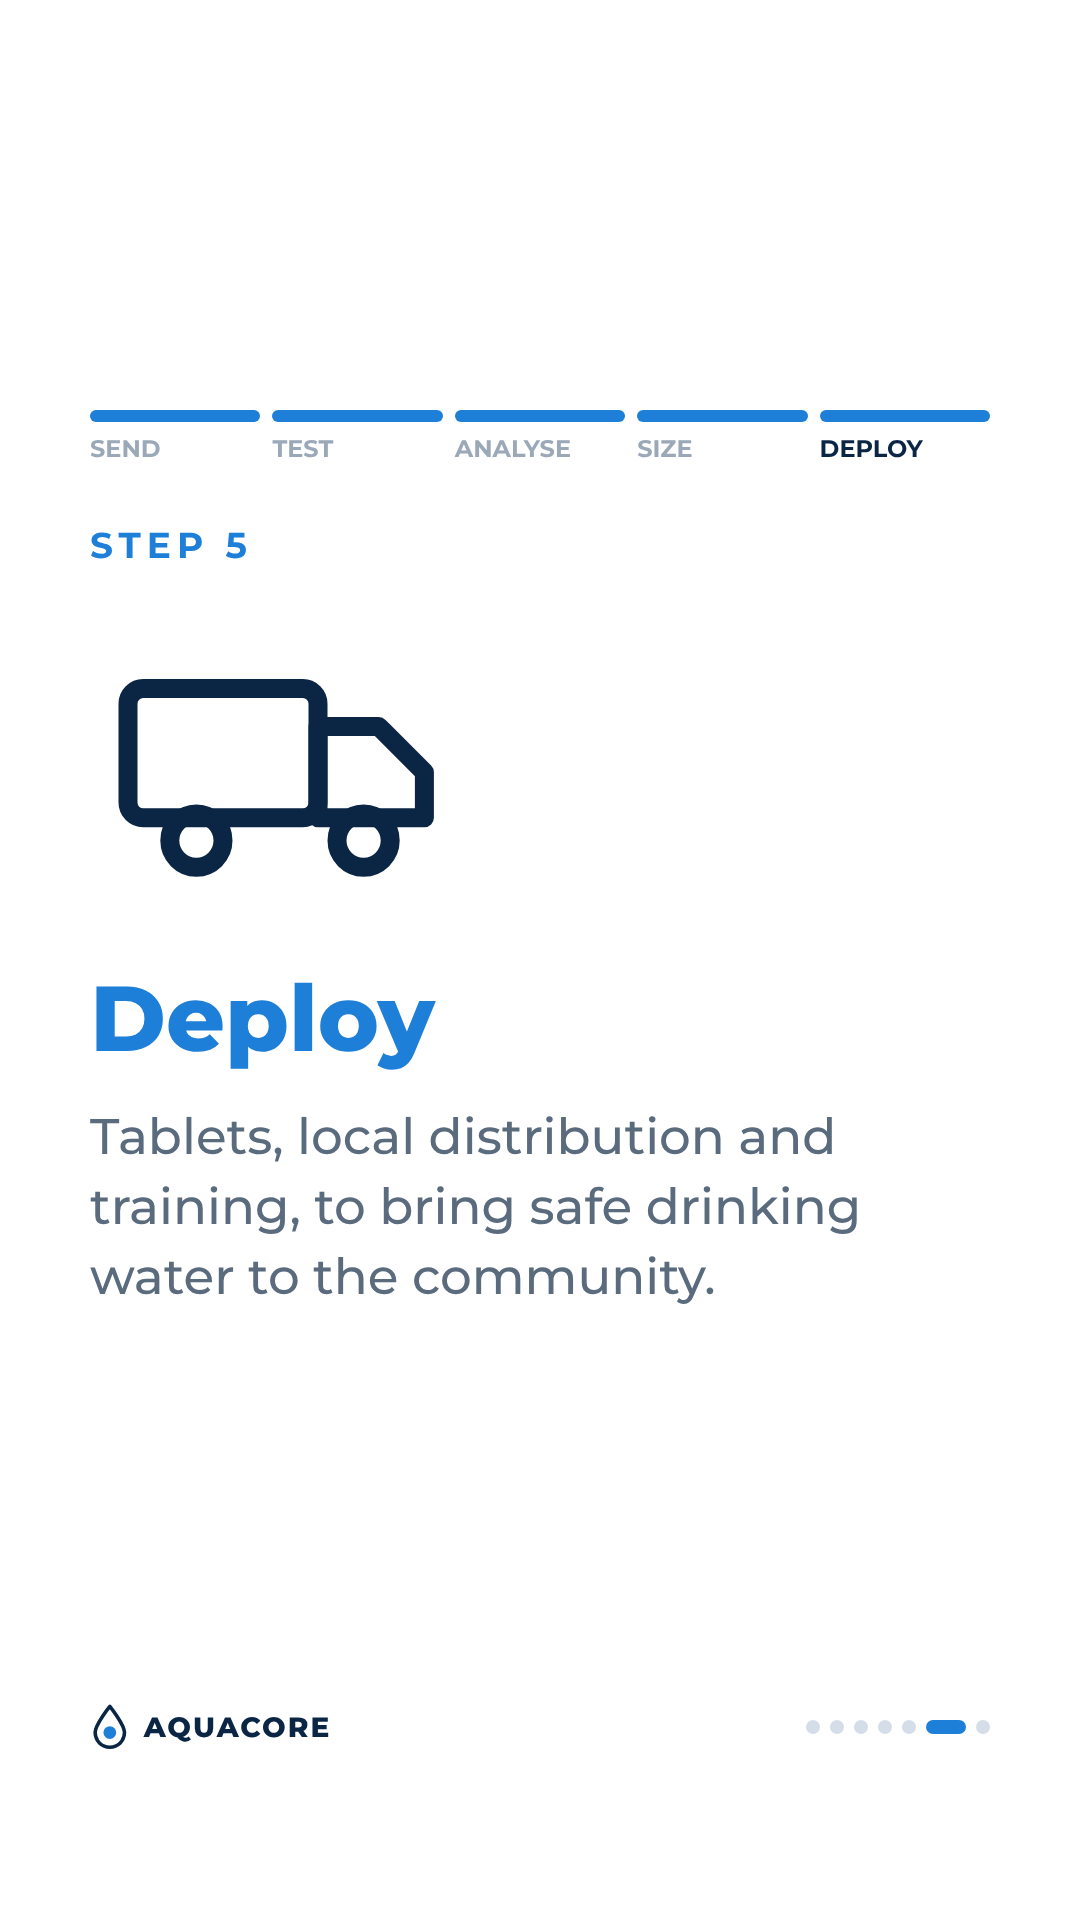 SEND TEST ANALYSE SIZE DEPLOY
STEP 5
Deploy
Tablets, local distribution and
training, to bring safe drinking
water to the community.
AQUACORE